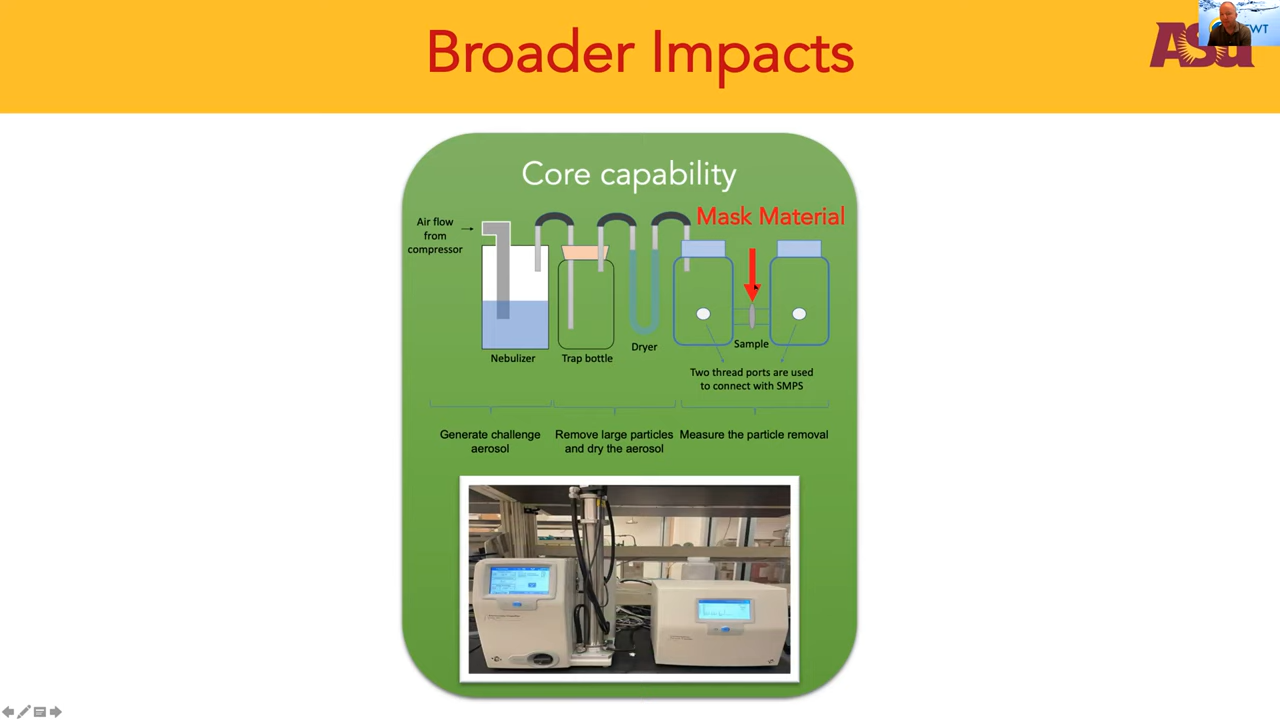 Broader Impacts
ASU
WT
Core capability
Air flow
from
compressor
Mask Material
Nebulizer
Trap bottle
Dryer
Sample
Two thread ports are used
to connect with SMPS
Generate challenge
aerosol
Remove large particles
and dry the aerosol
Measure the particle removal